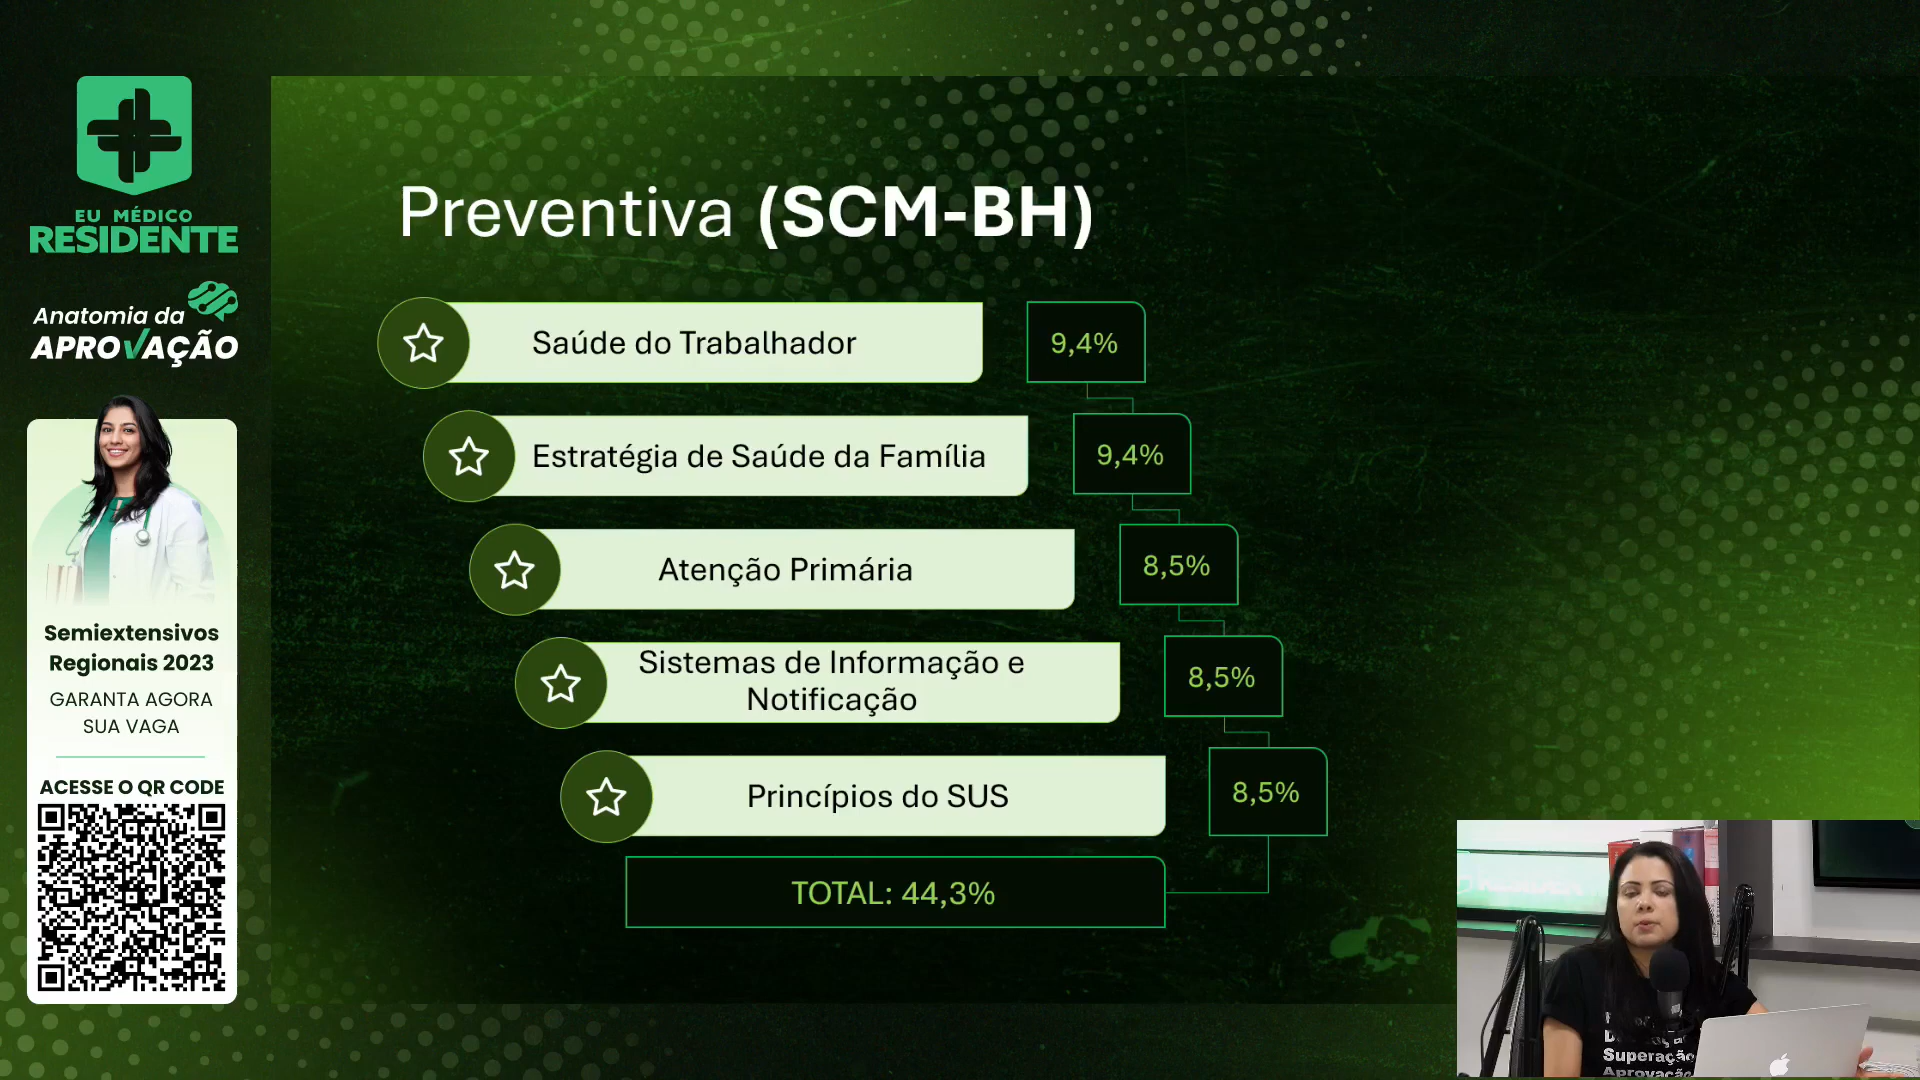 EU MÉDICO
RESIDENTE
Anatomia da
APROVAÇÃO
Semiextensivos
Regionais 2023
GARANTA AGORA
SUA VAGA
ACESSE O QR CODE
Preventiva (SCM-BH)
Saúde do Trabalhador
9,4%
Estratégia de Saúde da Família
9,4%
Atenção Primária
8,5%
Sistemas de Informação e
Notificação
8,5%
Princípios do SUS
8,5%
TOTAL: 44,3%
Superação
Aprovação